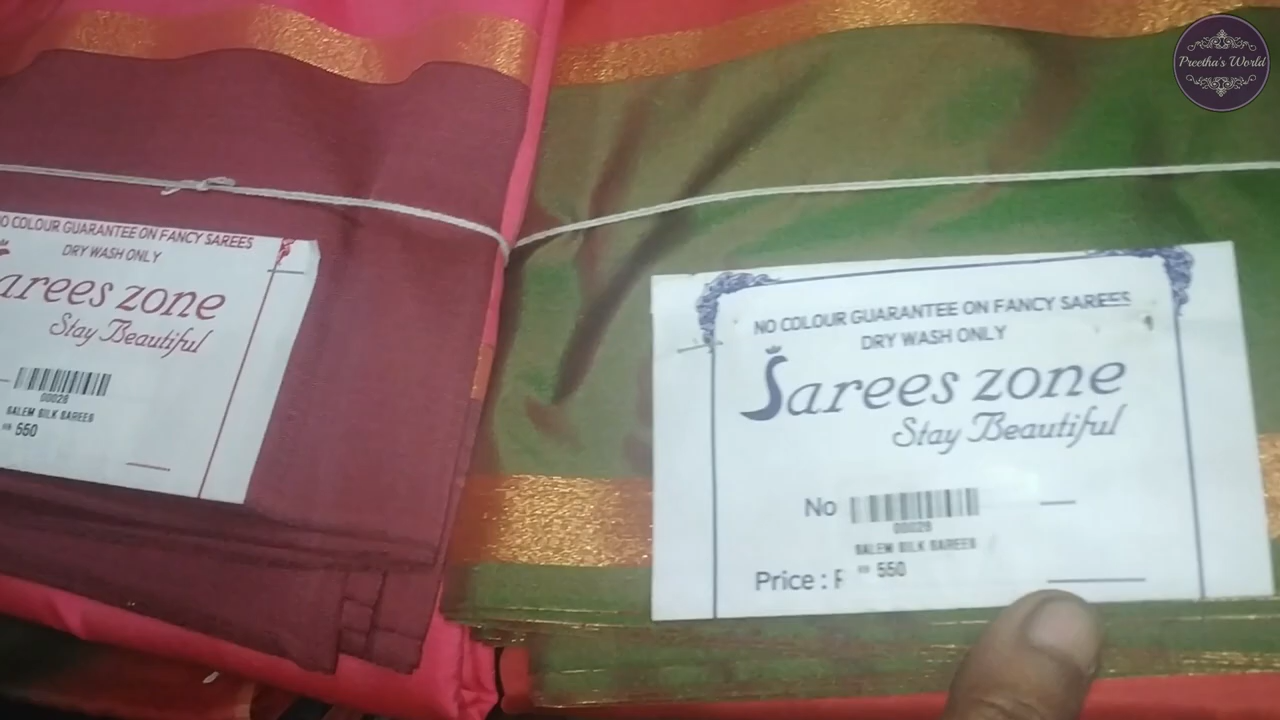 Preetha's World
O COLOUR GUARANTEE ON FANCY SAREES
DRY WASH ONLY
arees zone
Stay Beautiful
00028
SALEM SILK SAREES
RS 550
NO COLOUR GUARANTEE ON FANCY SAREES
DRY WASH ONLY
Sarees zone
Stay Beautiful
No
00028
SALEM SILK SAREES
Price : F RS 550